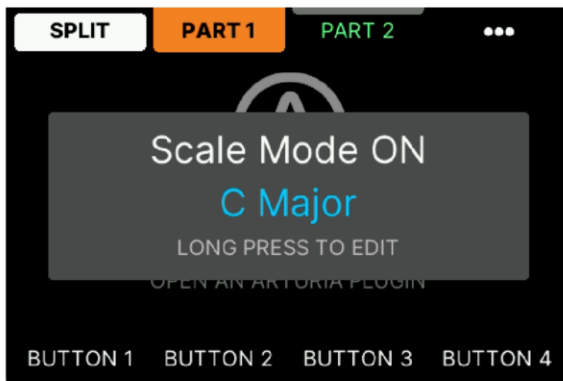 SPLIT PART 1 PART 2 •••
Scale Mode ON
C Major
LONG PRESS TO EDIT
OPEN AN ARTURIA PLUGIN
BUTTON 1 BUTTON 2 BUTTON 3 BUTTON 4